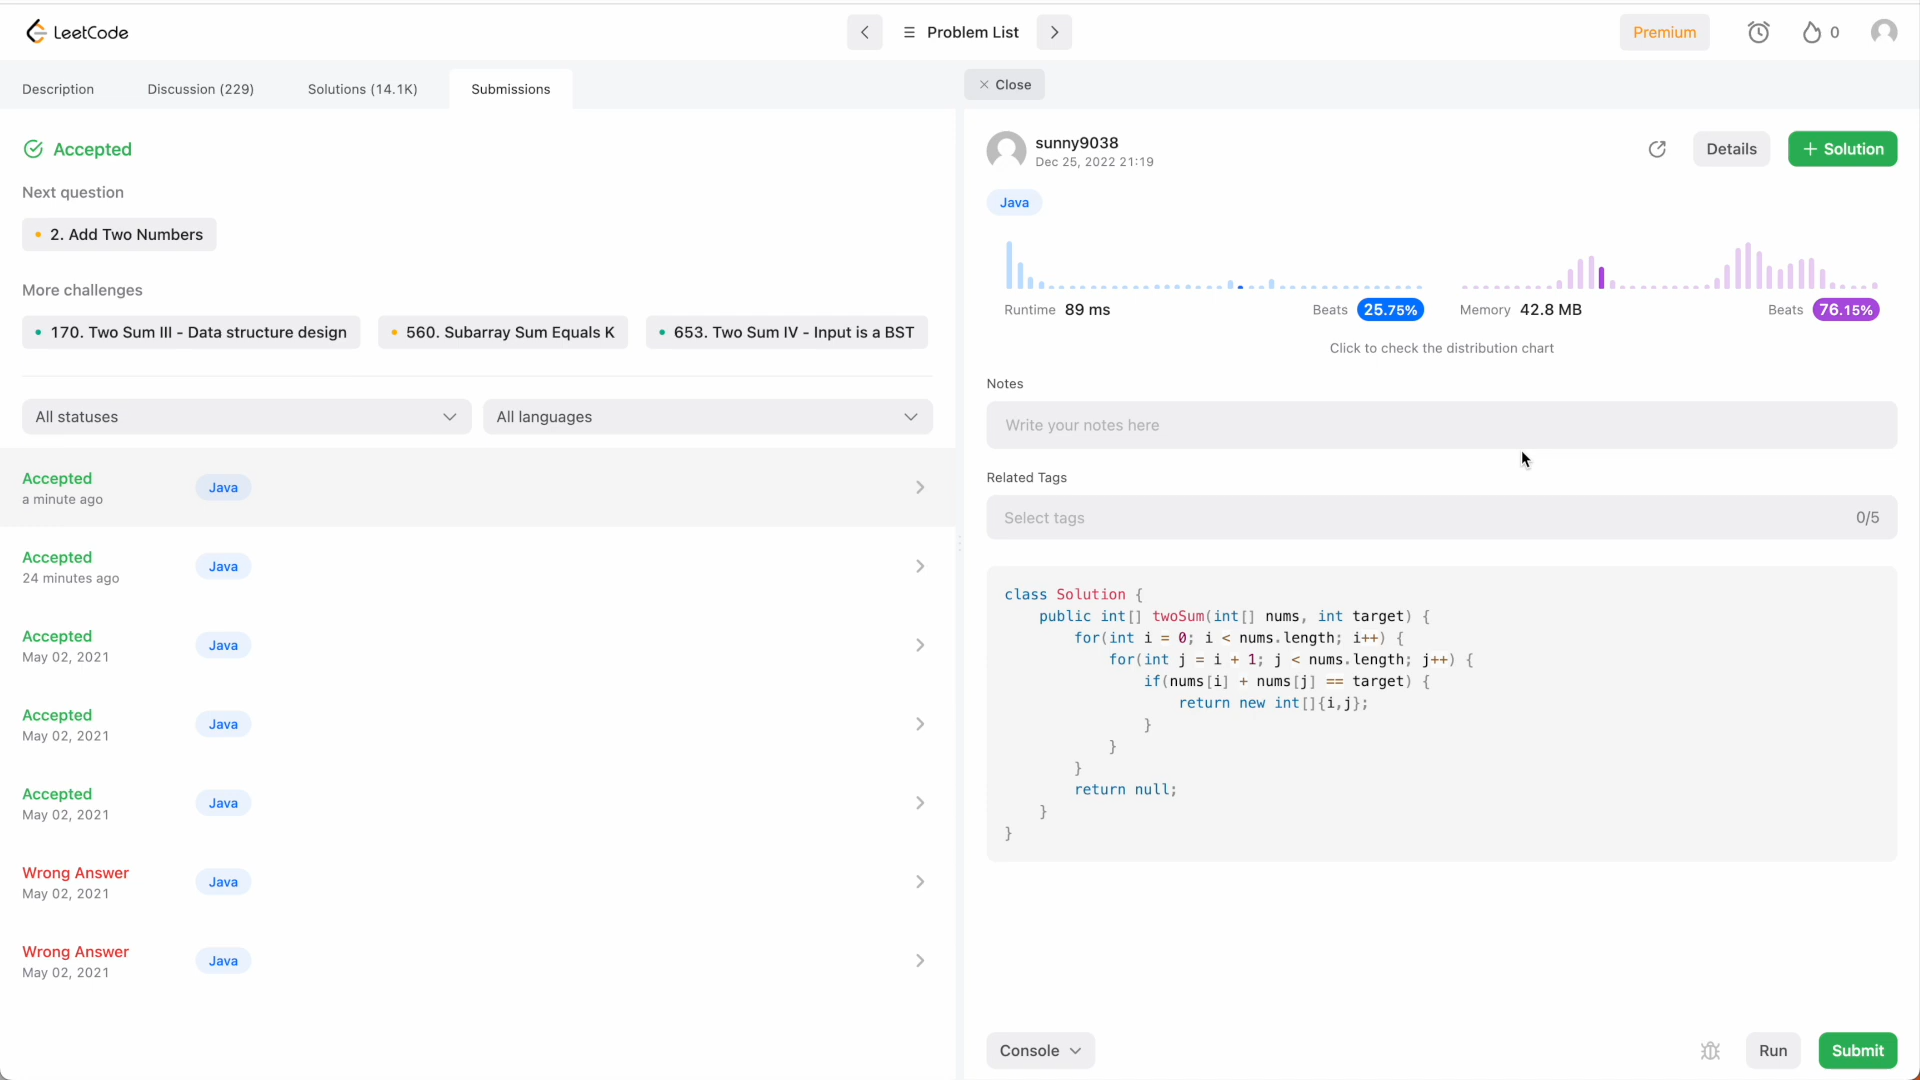 LeetCode
Problem List
Premium
0
Description
Discussion (229)
Solutions (14.1K)
Submissions
Close
Accepted
Next question
2. Add Two Numbers
More challenges
170. Two Sum III - Data structure design
560. Subarray Sum Equals K
653. Two Sum IV - Input is a BST
All statuses
All languages
Accepted
a minute ago
Java
Accepted
24 minutes ago
Java
Accepted
May 02, 2021
Java
Accepted
May 02, 2021
Java
Accepted
May 02, 2021
Java
Wrong Answer
May 02, 2021
Java
Wrong Answer
May 02, 2021
Java
sunny9038
Dec 25, 2022 21:19
Details
+ Solution
Java
Runtime 89 ms
Beats 25.75%
Memory 42.8 MB
Beats 76.15%
Click to check the distribution chart
Notes
Write your notes here
Related Tags
Select tags
0/5
class Solution {
    public int[] twoSum(int[] nums, int target) {
        for(int i = 0; i < nums.length; i++) {
            for(int j = i + 1; j < nums.length; j++) {
                if(nums[i] + nums[j] == target) {
                    return new int[]{i,j};
                }
            }
        }
        return null;
    }
}
Console
Run
Submit